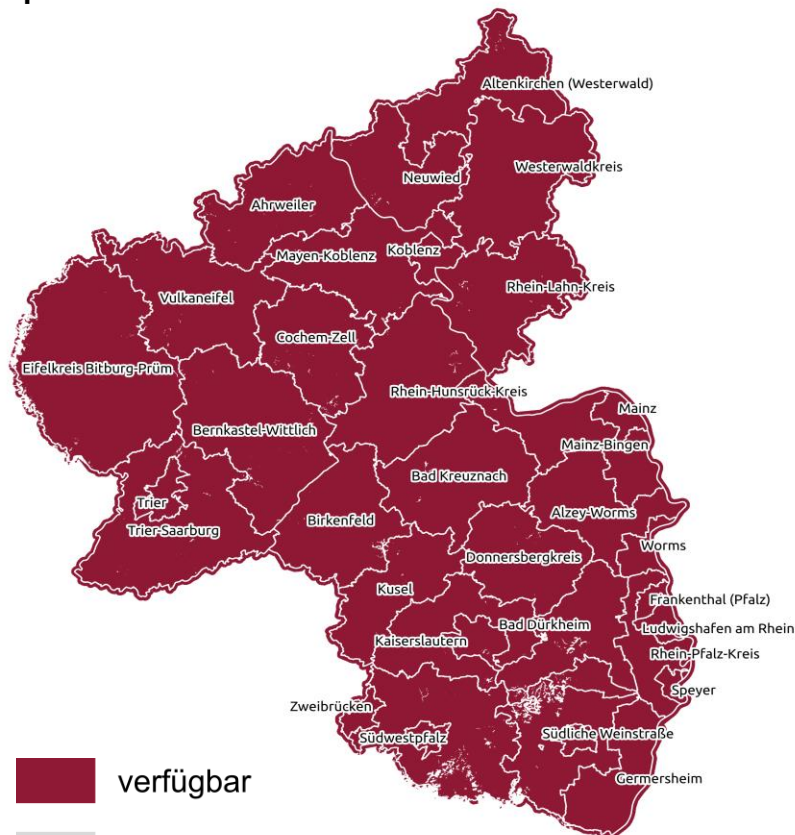 Altenkirchen (Westerwald)
Westerwaldkreis
Neuwied
Ahrweiler
Mayen-Koblenz
Koblenz
Rhein-Lahn-Kreis
Vulkaneifel
Cochem-Zell
Eifelkreis Bitburg-Prüm
Rhein-Hunsrück-Kreis
Mainz
Bernkastel-Wittlich
Mainz-Bingen
Bad Kreuznach
Trier
Alzey-Worms
Birkenfeld
Trier-Saarburg
Worms
Donnersbergkreis
Kusel
Frankenthal (Pfalz)
Bad Dürkheim
Ludwigshafen am Rhein
Kaiserslautern
Rhein-Pfalz-Kreis
Speyer
Zweibrücken
Südwestpfalz
Südliche Weinstraße
Germersheim
verfügbar